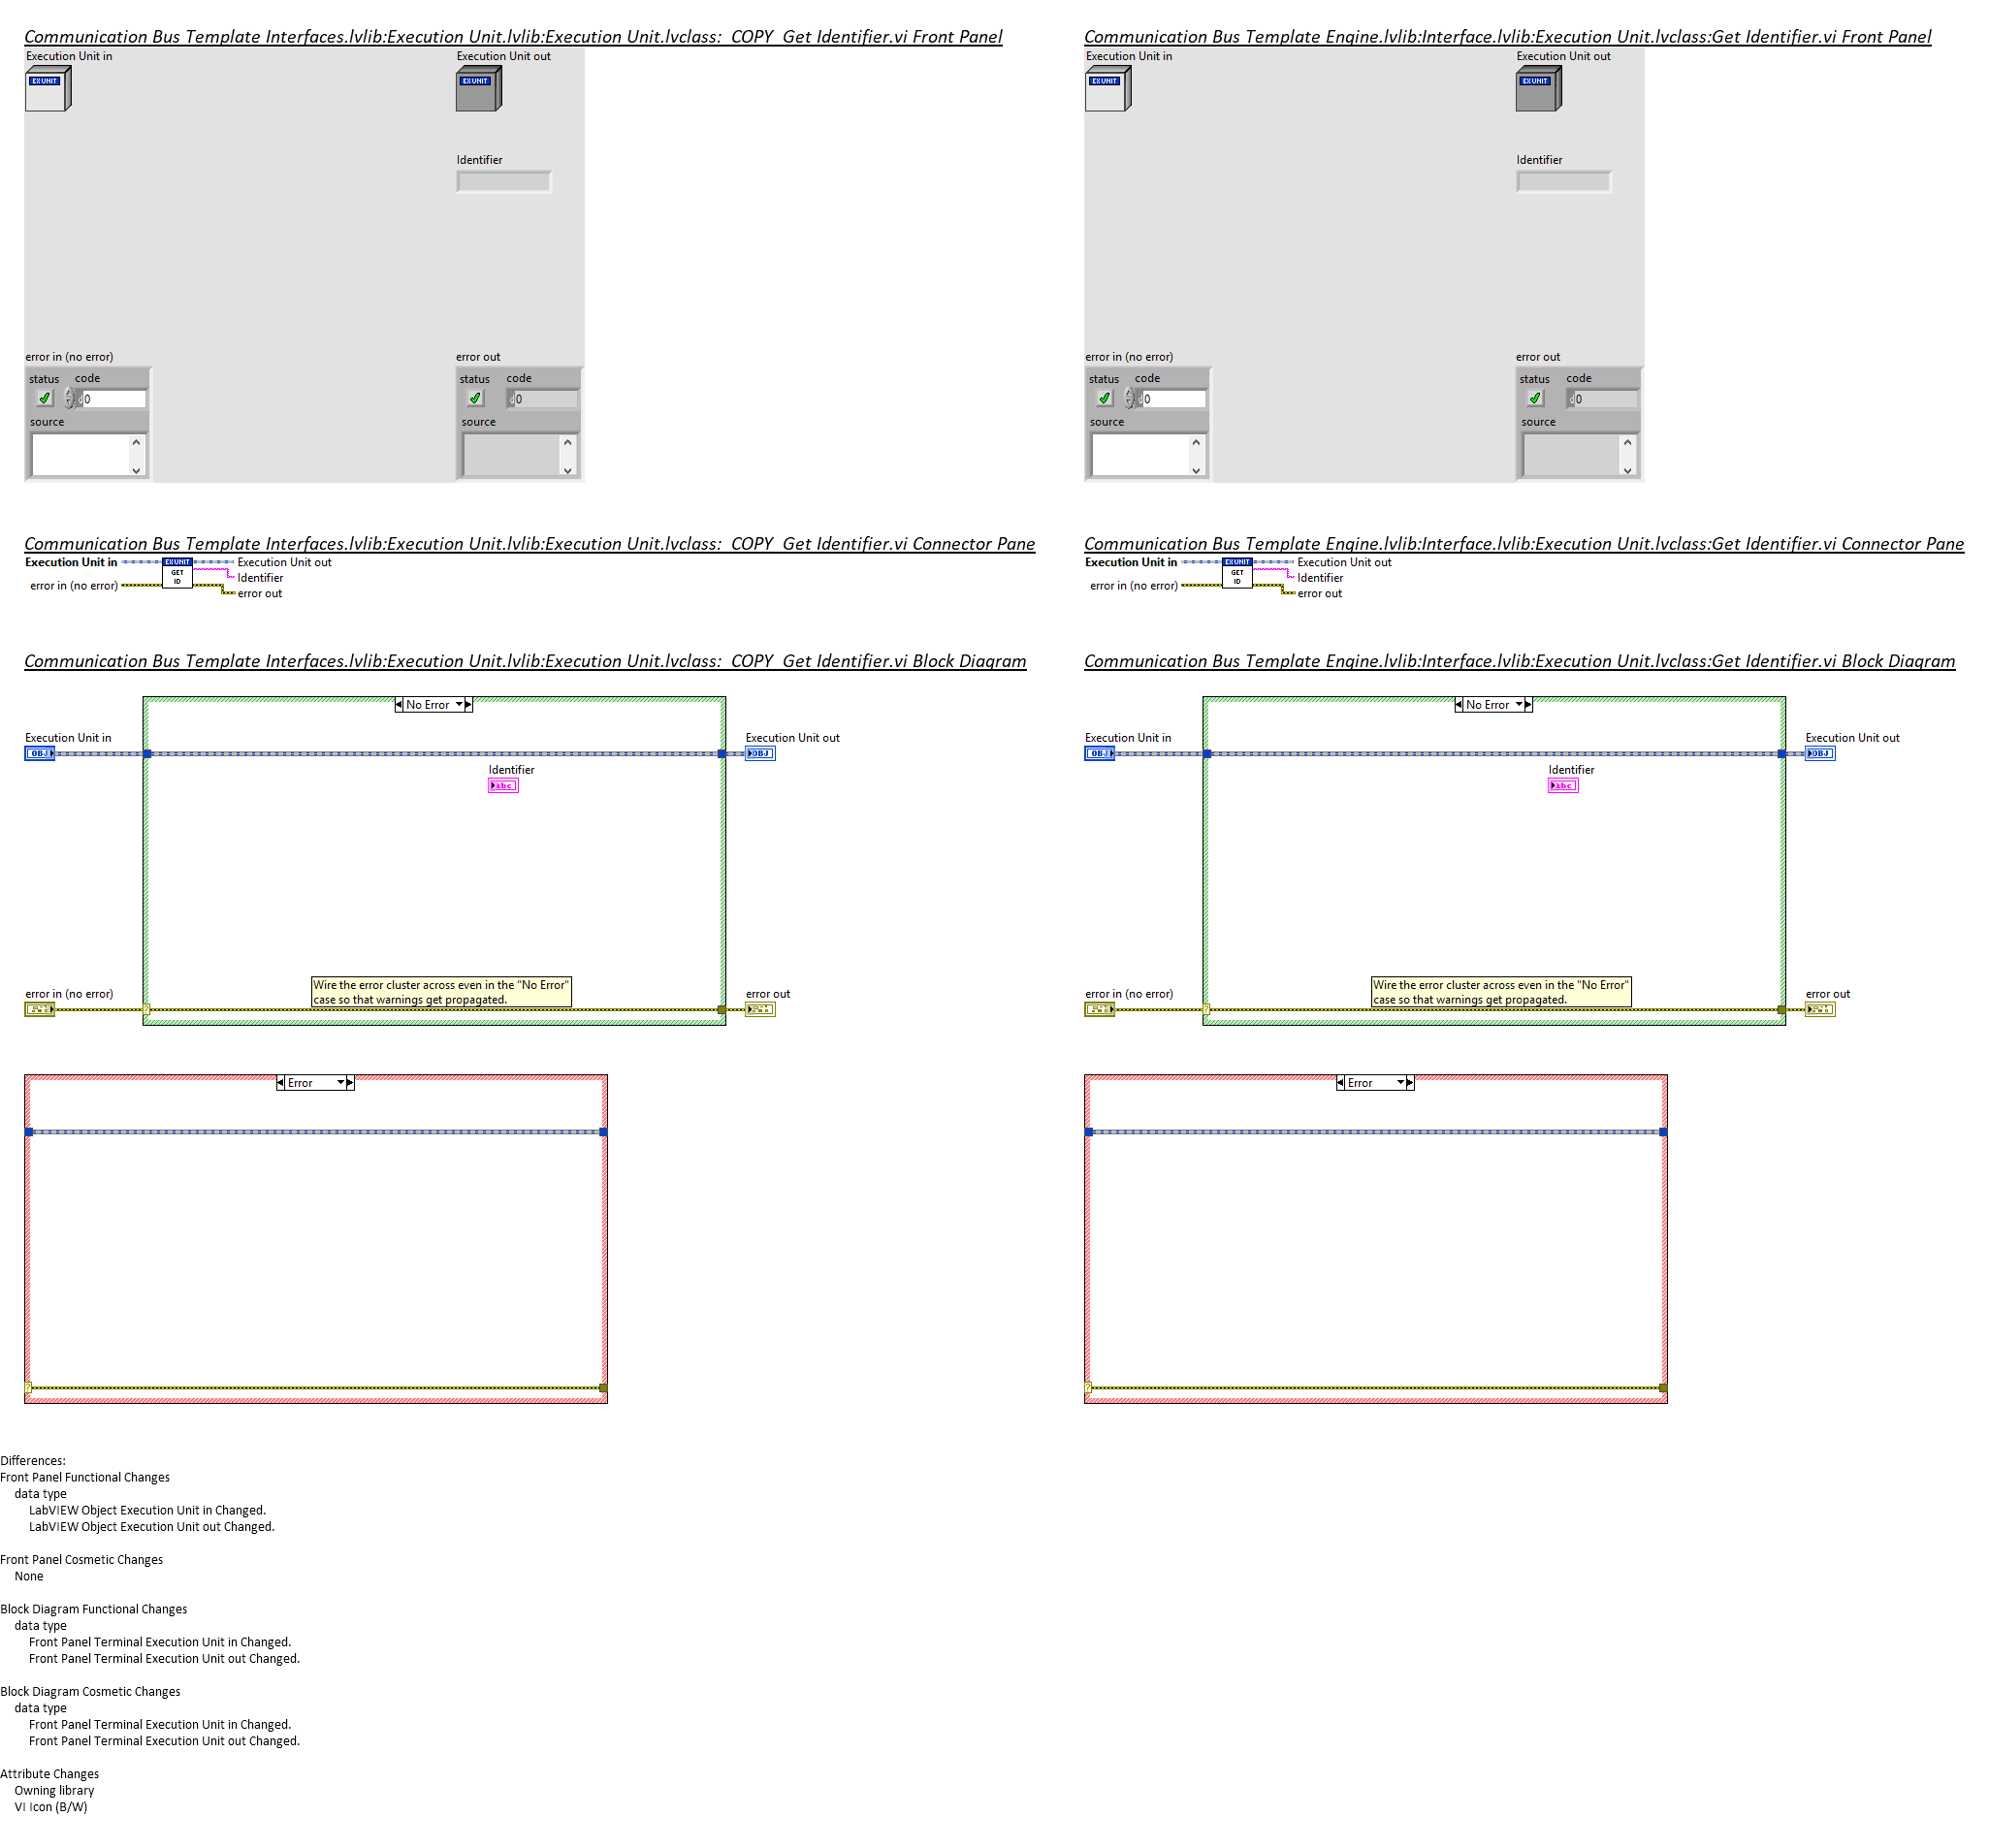 Communication Bus Template Interfaces.lvlib:Execution Unit.lvlib:Execution Unit.lvclass:_COPY_Get Identifier.vi Front Panel
Execution Unit in
Execution Unit out
EXUNIT
EXUNIT
Identifier
error in (no error)
error out
status
code
status
code
0
0
source
source
Communication Bus Template Engine.lvlib:Interface.lvlib:Execution Unit.lvclass:Get Identifier.vi Front Panel
Execution Unit in
Execution Unit out
EXUNIT
EXUNIT
Identifier
error in (no error)
error out
status
code
status
code
0
0
source
source
Communication Bus Template Interfaces.lvlib:Execution Unit.lvlib:Execution Unit.lvclass:_COPY_Get Identifier.vi Connector Pane
Execution Unit in
EXUNIT
GET
ID
Execution Unit out
Identifier
error in (no error)
error out
Communication Bus Template Engine.lvlib:Interface.lvlib:Execution Unit.lvclass:Get Identifier.vi Connector Pane
Execution Unit in
EXUNIT
GET
ID
Execution Unit out
Identifier
error in (no error)
error out
Communication Bus Template Interfaces.lvlib:Execution Unit.lvlib:Execution Unit.lvclass:_COPY_Get Identifier.vi Block Diagram
No Error
Execution Unit in
OBJ
Execution Unit out
OBJ
Identifier
abc
Wire the error cluster across even in the "No Error"
case so that warnings get propagated.
error in (no error)
?
error out
Error
?
Communication Bus Template Engine.lvlib:Interface.lvlib:Execution Unit.lvclass:Get Identifier.vi Block Diagram
No Error
Execution Unit in
OBJ
Execution Unit out
OBJ
Identifier
abc
Wire the error cluster across even in the "No Error"
case so that warnings get propagated.
error in (no error)
?
error out
Error
?
Differences:
Front Panel Functional Changes
data type
LabVIEW Object Execution Unit in Changed.
LabVIEW Object Execution Unit out Changed.
Front Panel Cosmetic Changes
None
Block Diagram Functional Changes
data type
Front Panel Terminal Execution Unit in Changed.
Front Panel Terminal Execution Unit out Changed.
Block Diagram Cosmetic Changes
data type
Front Panel Terminal Execution Unit in Changed.
Front Panel Terminal Execution Unit out Changed.
Attribute Changes
Owning library
VI Icon (B/W)